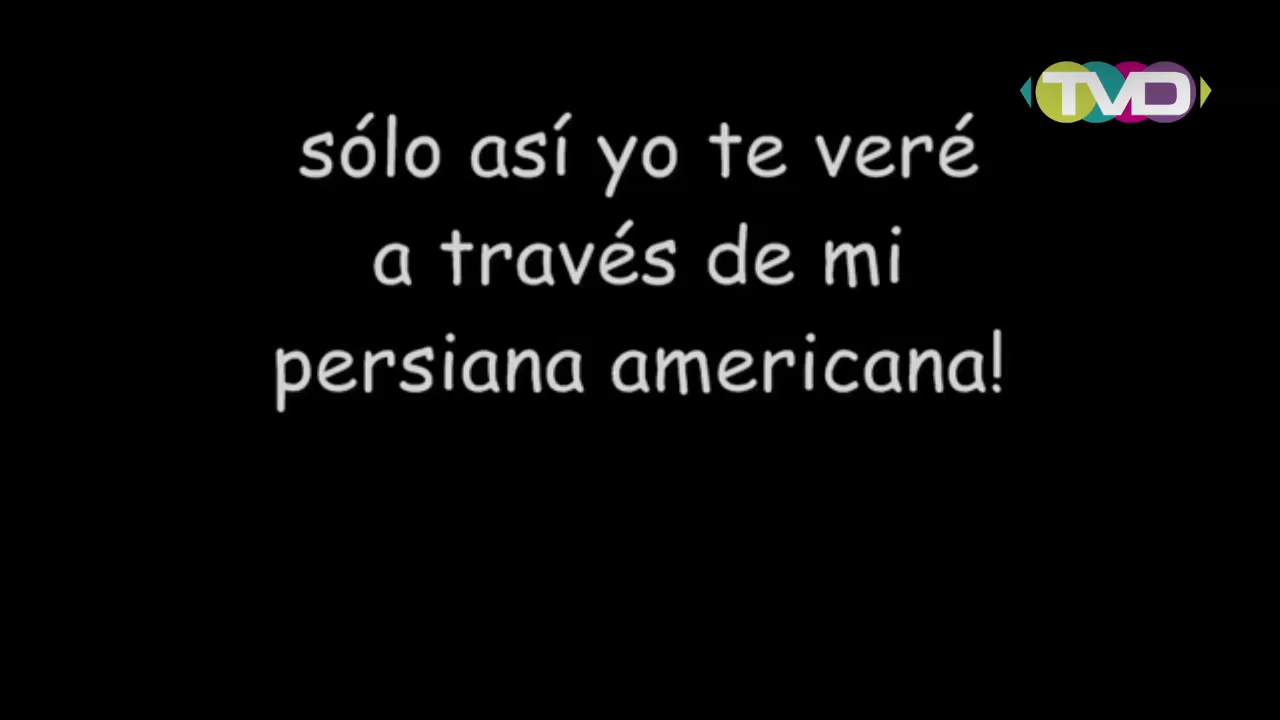 TVD
sólo así yo te veré
a través de mi
persiana americana!